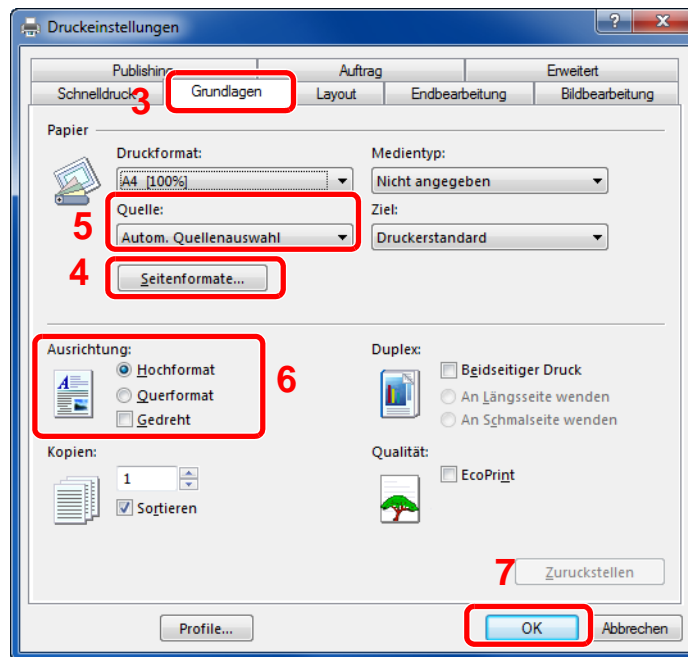 Druckeinstellungen
Publishing Auftrag Erweitert
Schnelldruck 3 Grundlagen Layout Endbearbeitung Bildbearbeitung
Papier
Druckformat: Medientyp:
A4 [100%] Nicht angegeben
5 Quelle: Ziel:
Autom. Quellenauswahl Druckerstandard
4 Seitenformate...
Ausrichtung: Duplex:
Hochformat 6 Beidseitiger Druck
Querformat An Längsseite wenden
Gedreht An Schmalseite wenden
Kopien: Qualität:
1 EcoPrint
Sortieren
7 Zuruckstellen
Profile... OK Abbrechen